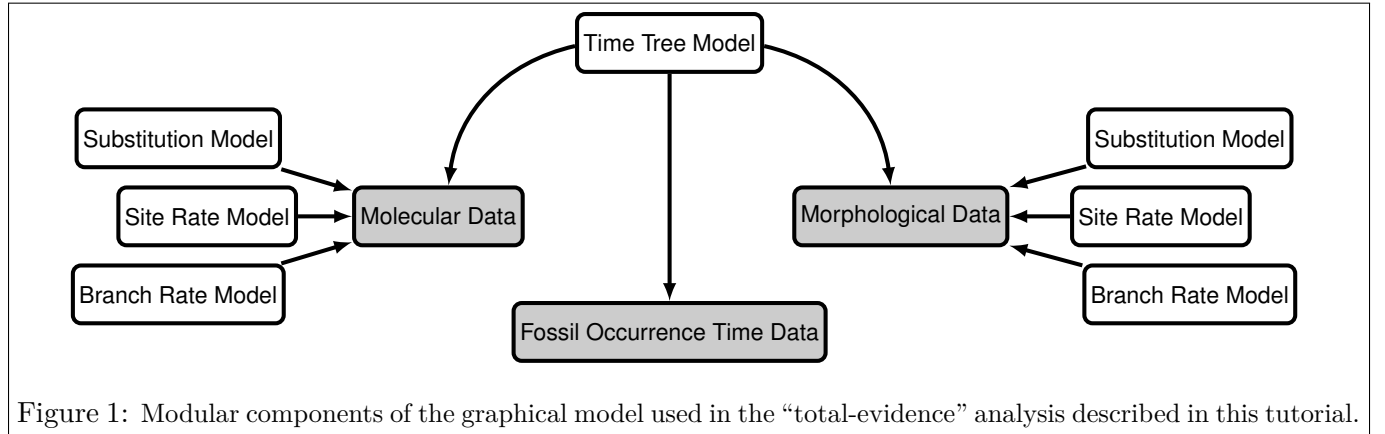 Time Tree Model
Substitution Model
Substitution Model
Site Rate Model
Molecular Data
Morphological Data
Site Rate Model
Branch Rate Model
Branch Rate Model
Fossil Occurrence Time Data
Figure 1: Modular components of the graphical model used in the “total-evidence” analysis described in this tutorial.